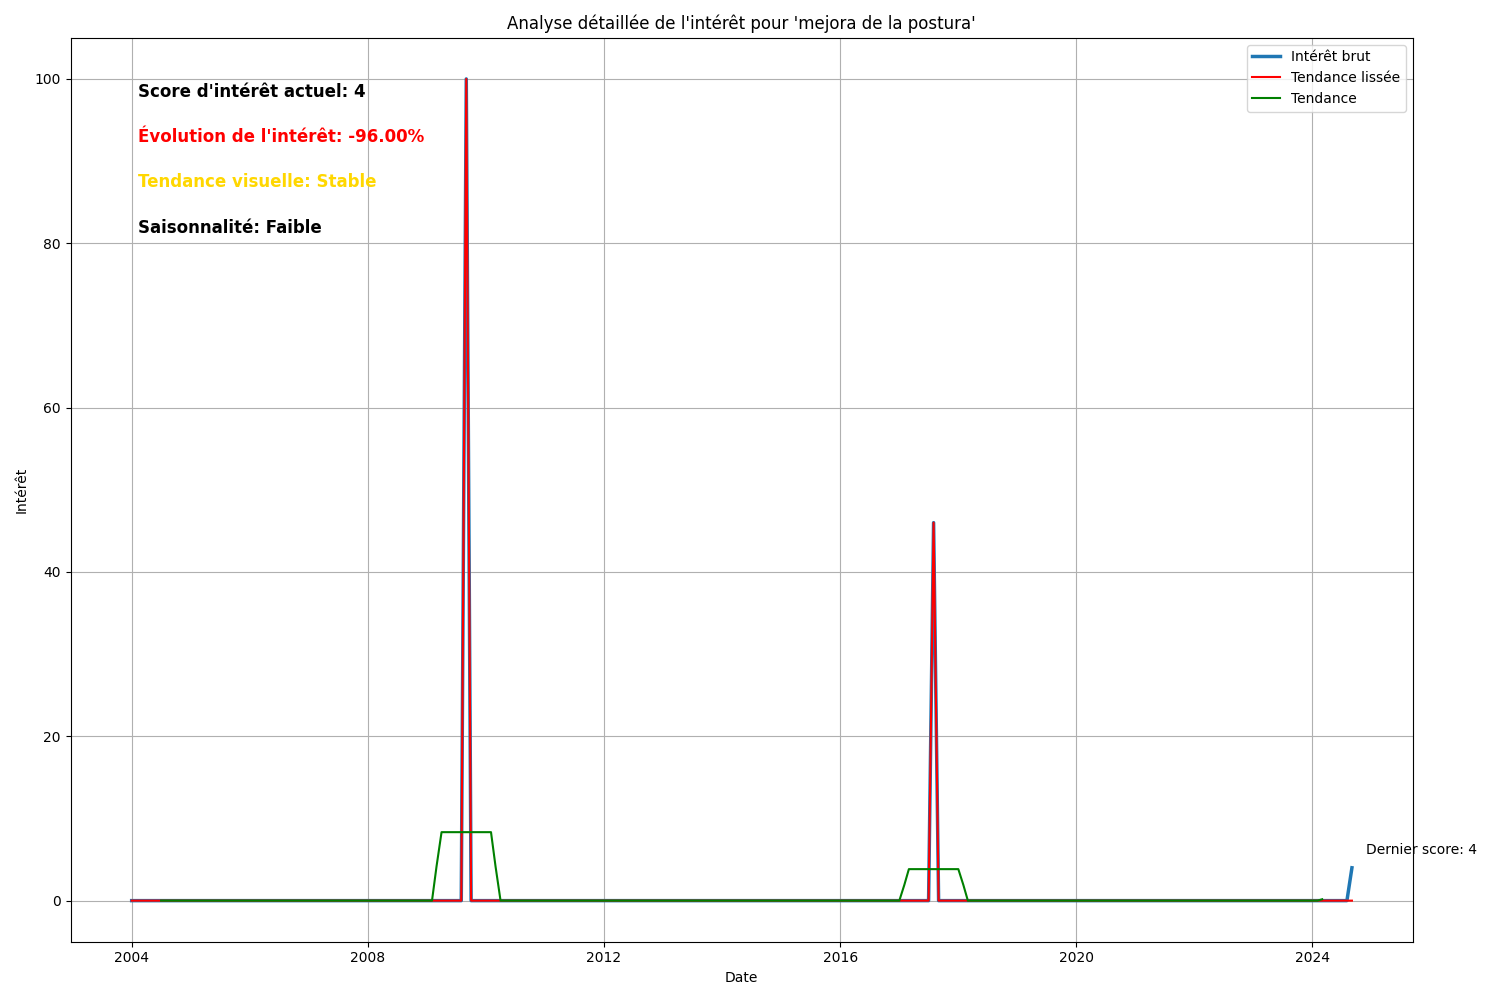 Analyse détaillée de l'intérêt pour 'mejora de la postura'
Intérêt brut
Tendance lissée
Tendance
Score d'intérêt actuel: 4
Évolution de l'intérêt: -96.00%
Tendance visuelle: Stable
Saisonnalité: Faible
100
80
60
40
20
0
Intérêt
Dernier score: 4
2004
2008
2012
2016
2020
2024
Date